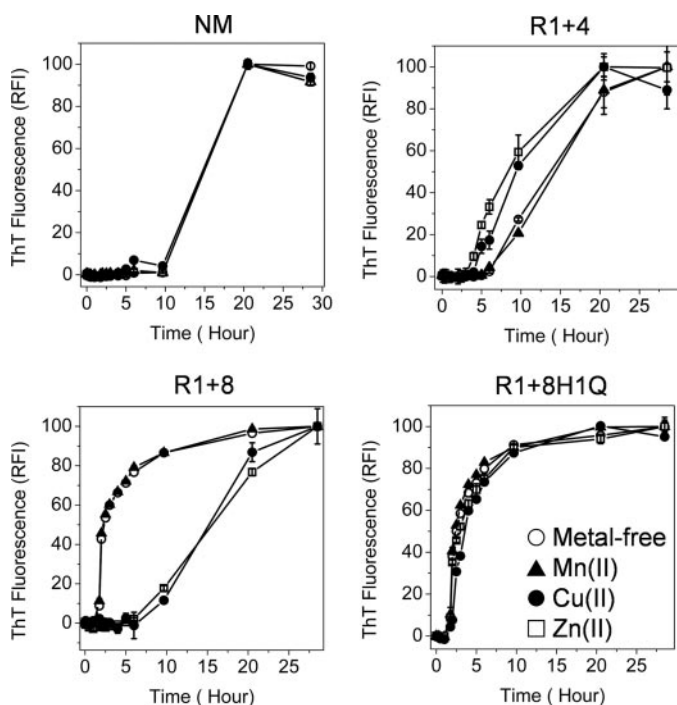 NM
ThT Fluorescence (RFI)
100
80
60
40
20
0
0 5 10 15 20 25 30
Time ( Hour)
R1+4
ThT Fluorescence (RFI)
100
80
60
40
20
0
0 5 10 15 20 25
Time ( Hour)
R1+8
ThT Fluorescence (RFI)
100
80
60
40
20
0
0 5 10 15 20 25
Time ( Hour)
R1+8H1Q
ThT Fluorescence (RFI)
100
80
60
40
20
0
Metal-free
Mn(II)
Cu(II)
Zn(II)
0 5 10 15 20 25
Time ( Hour)